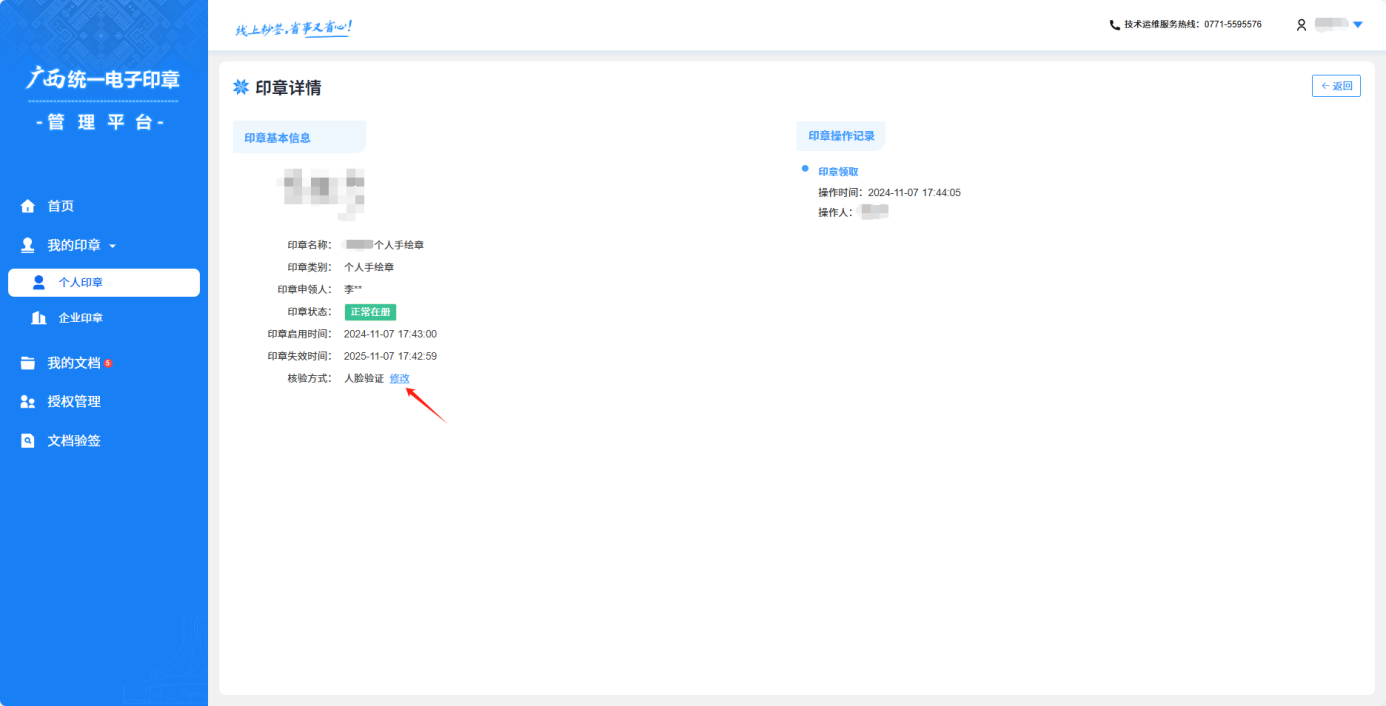 线上秒签,省事又省心!
技术运维服务热线：0771-5595576
广西统一电子印章
-管理平台-
首页
我的印章
个人印章
企业印章
我的文档 5
授权管理
文档验签
印章详情
←返回
印章基本信息
印章名称： 个人手绘章
印章类别： 个人手绘章
印章申领人： 李**
印章状态： 正常在册
印章启用时间： 2024-11-07 17:43:00
印章失效时间： 2025-11-07 17:42:59
核验方式： 人脸验证 修改
印章操作记录
印章领取
操作时间：2024-11-07 17:44:05
操作人：